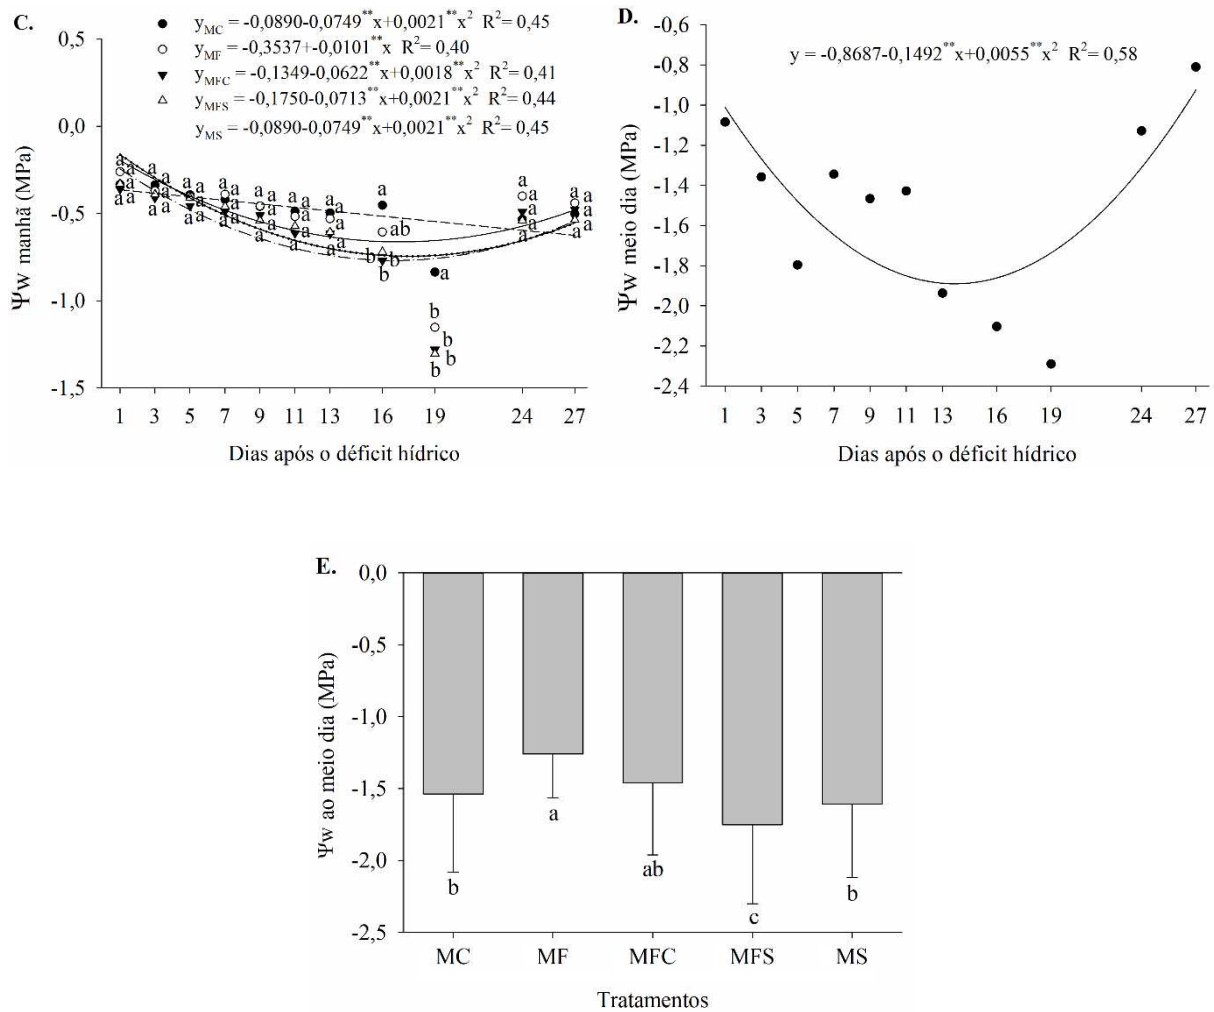 C.
y_MC = -0,0890-0,0749**x+0,0021**x² R²= 0,45
y_MF = -0,3537+-0,0101**x R²= 0,40
y_MFC = -0,1349-0,0622**x+0,0018**x² R²= 0,41
y_MFS = -0,1750-0,0713**x+0,0021**x² R²= 0,44
y_MS = -0,0890-0,0749**x+0,0021**x² R²= 0,45
0,5
0,0
-0,5
-1,0
-1,5
Ψw manhã (MPa)
a
ab
b
1 3 5 7 9 11 13 16 19 24 27
Dias após o déficit hídrico
D.
y = -0,8687-0,1492**x+0,0055**x² R²= 0,58
-0,6
-0,8
-1,0
-1,2
-1,4
-1,6
-1,8
-2,0
-2,2
-2,4
Ψw meio dia (MPa)
1 3 5 7 9 11 13 16 19 24 27
Dias após o déficit hídrico
E.
0,0
-0,5
-1,0
-1,5
-2,0
-2,5
Ψw ao meio dia (MPa)
b a ab c b
MC MF MFC MFS MS
Tratamentos